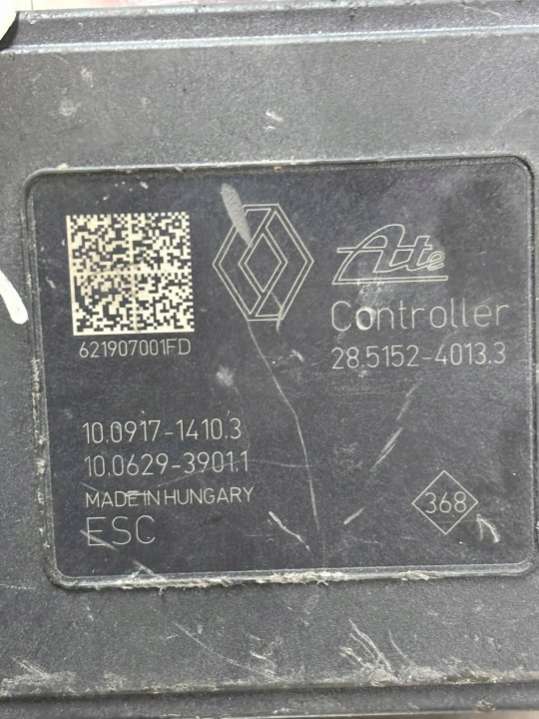 Ate
Controller
621907001FD
28.5152-4013.3
10.0917-1410.3
10.0629-3901.1
MADE IN HUNGARY
ESC
368